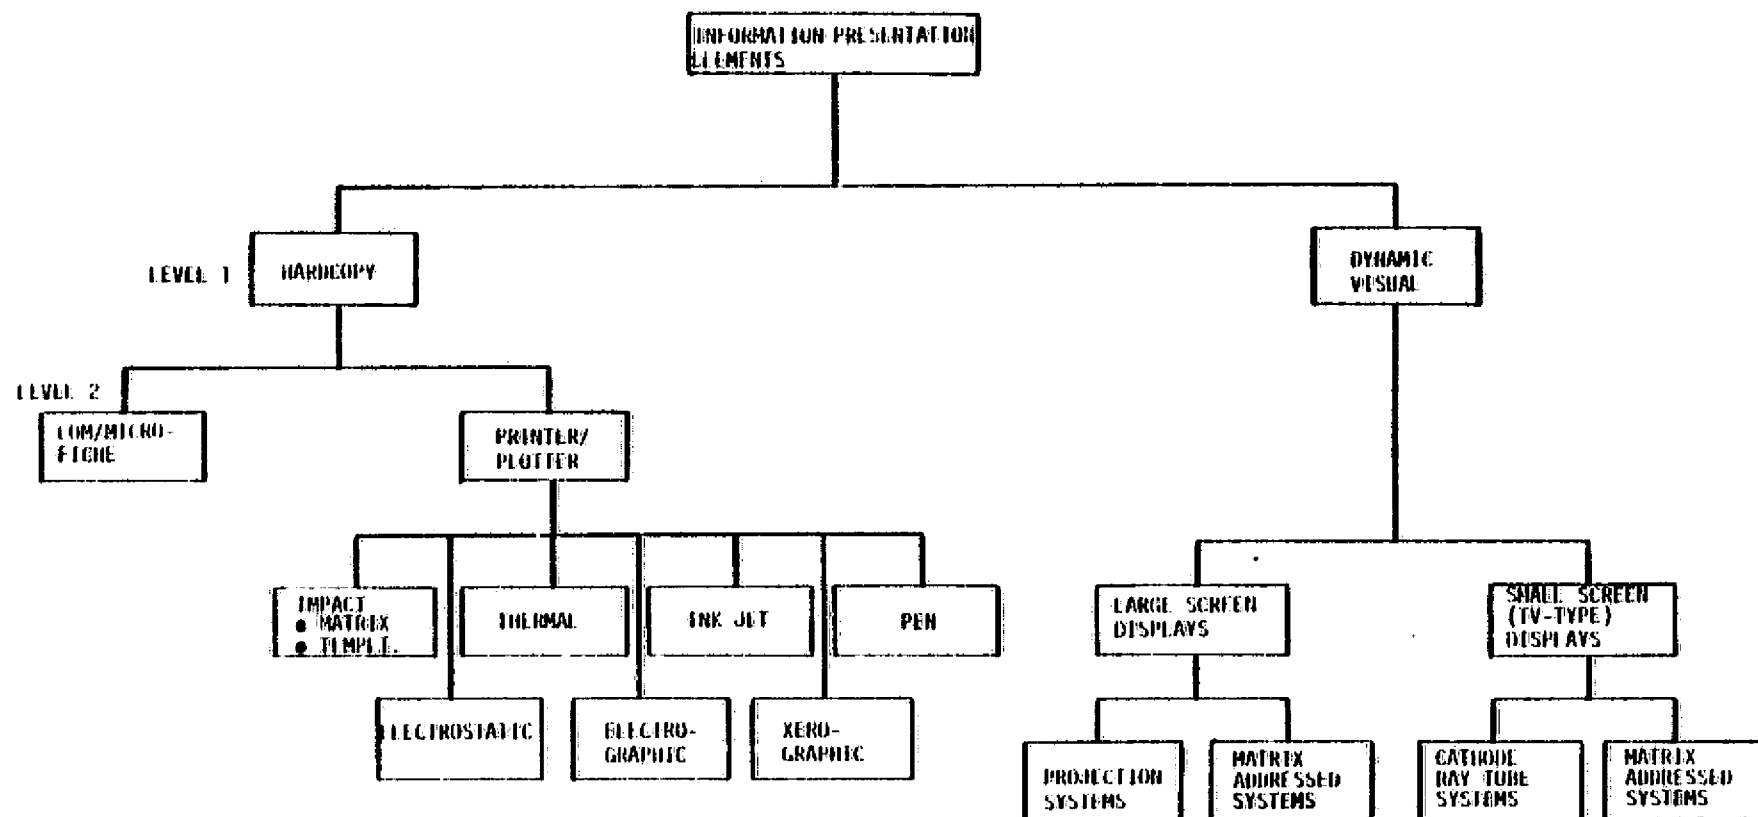 INFORMATION PRESENTATION
ELEMENTS
LEVEL 1
HARDCOPY
DYNAMIC
VISUAL
LEVEL 2
COM/MICRO-
FICHE
PRINTER/
PLOTTER
IMPACT
● MATRIX
● TEMPLT.
THERMAL
INK JET
PEN
LARGE SCREEN
DISPLAYS
SMALL SCREEN
(TV-TYPE)
DISPLAYS
ELECTROSTATIC
ELECTRO-
GRAPHIC
XERO-
GRAPHIC
PROJECTION
SYSTEMS
MATRIX
ADDRESSED
SYSTEMS
CATHODE
RAY TUBE
SYSTEMS
MATRIX
ADDRESSED
SYSTEMS